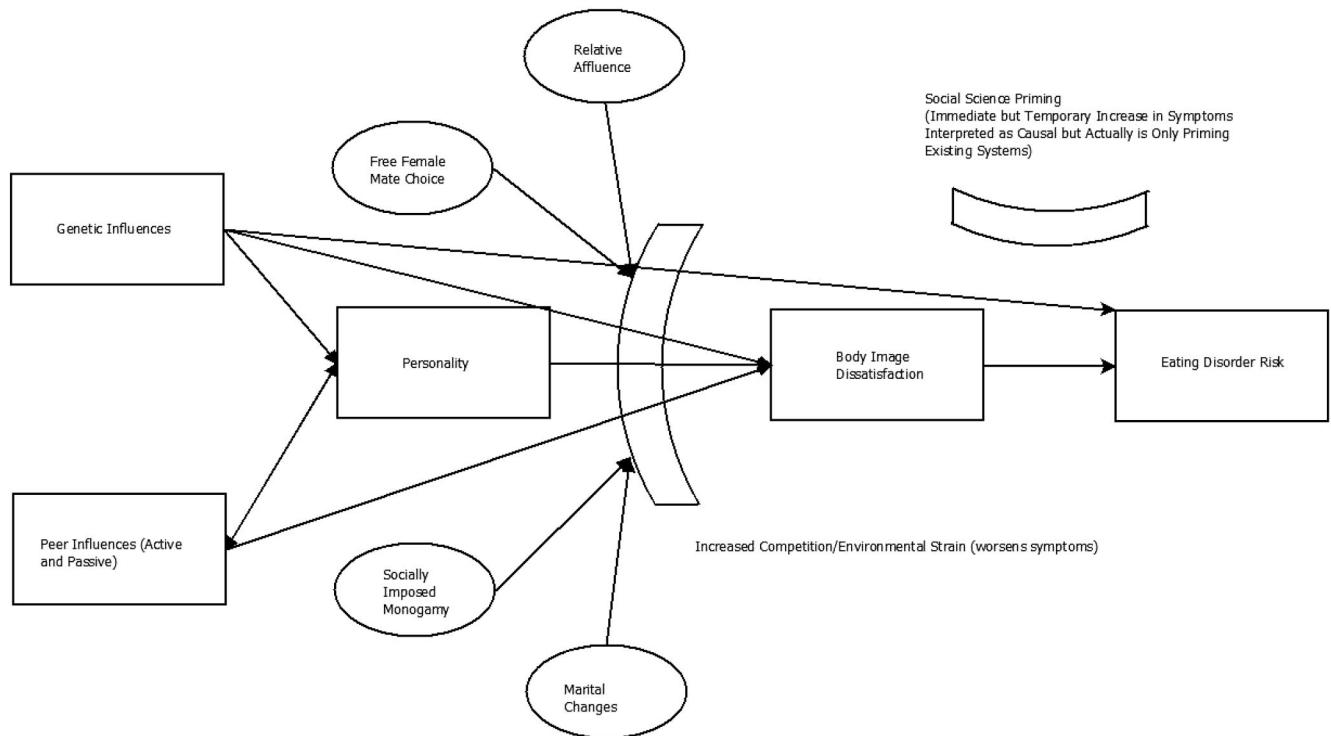 Relative
Affluence
Social Science Priming
(Immediate but Temporary Increase in Symptoms
Interpreted as Causal but Actually is Only Priming
Existing Systems)
Free Female
Mate Choice
Genetic Influences
Personality
Body Image
Dissatisfaction
Eating Disorder Risk
Peer Influences (Active
and Passive)
Increased Competition/Environmental Strain (worsens symptoms)
Socially
Imposed
Monogamy
Marital
Changes